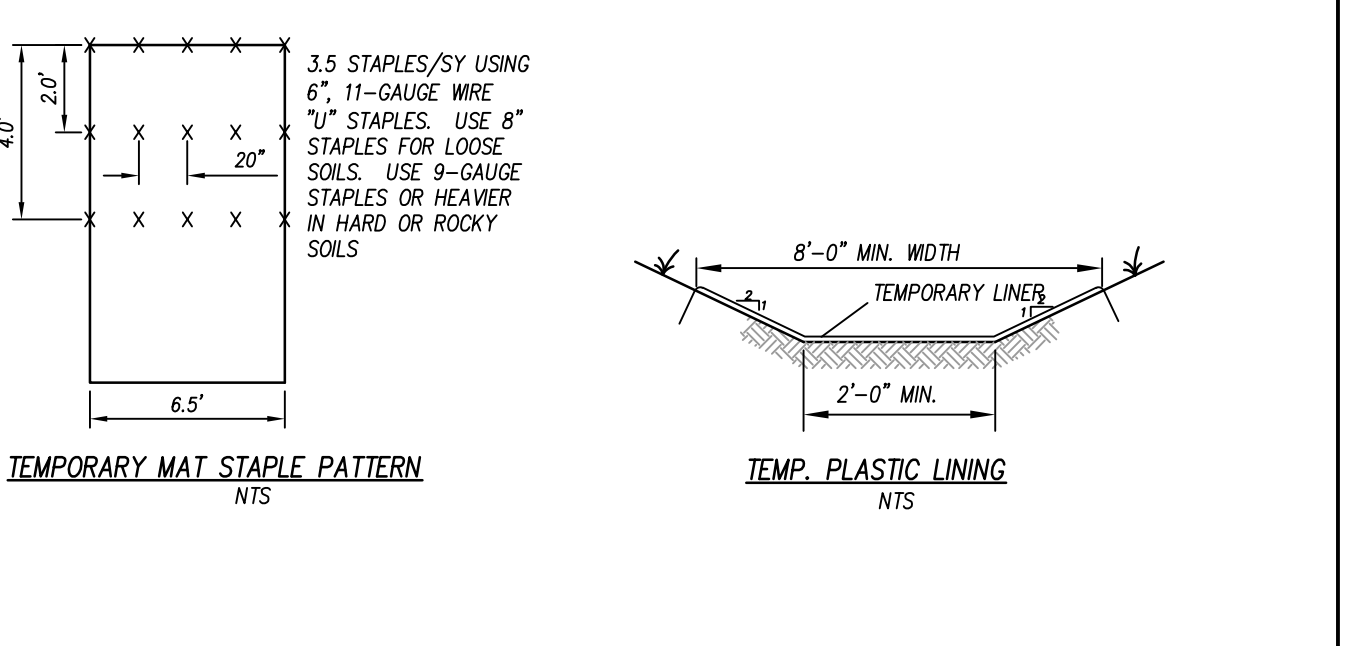 3.5 STAPLES/SY USING
6", 11-GAUGE WIRE
"U" STAPLES. USE 8"
STAPLES FOR LOOSE
SOILS. USE 9-GAUGE
STAPLES OR HEAVIER
IN HARD OR ROCKY
SOILS
2.0'
4.0'
20"
6.5'
TEMPORARY MAT STAPLE PATTERN
NTS
8'-0" MIN. WIDTH
TEMPORARY LINER
2
1
2
1
2'-0" MIN.
TEMP. PLASTIC LINING
NTS